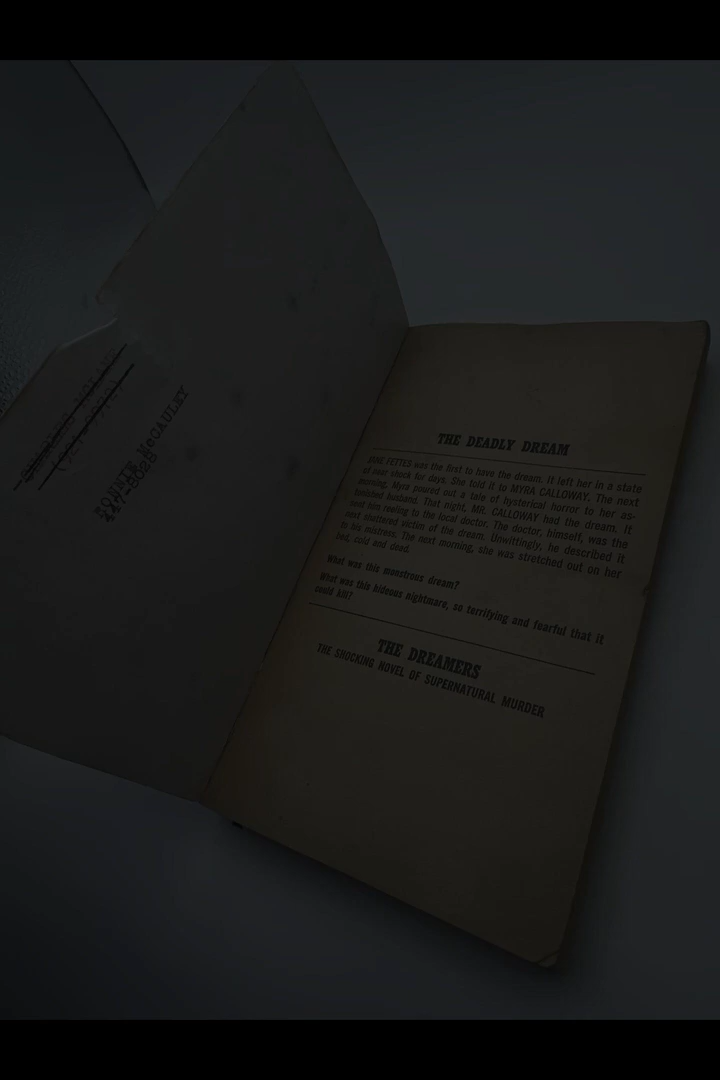 BONNIE McGAULEY
THE DEADLY DREAM
JANE FETTES was the first to have the dream. It left her in a state
of near shock for days. She told it to MYRA CALLOWAY. The next
morning, Myra poured out a tale of hysterical horror to her as-
tonished husband. That night, MR. CALLOWAY had the dream. It
sent him reeling to the local doctor. The doctor, himself, was the
next shattered victim of the dream. Unwittingly, he described it
to his mistress. The next morning, she was stretched out on her
bed, cold and dead.
What was this monstrous dream?
What was this hideous nightmare, so terrifying and fearful that it
could kill?
THE DREAMERS
THE SHOCKING NOVEL OF SUPERNATURAL MURDER